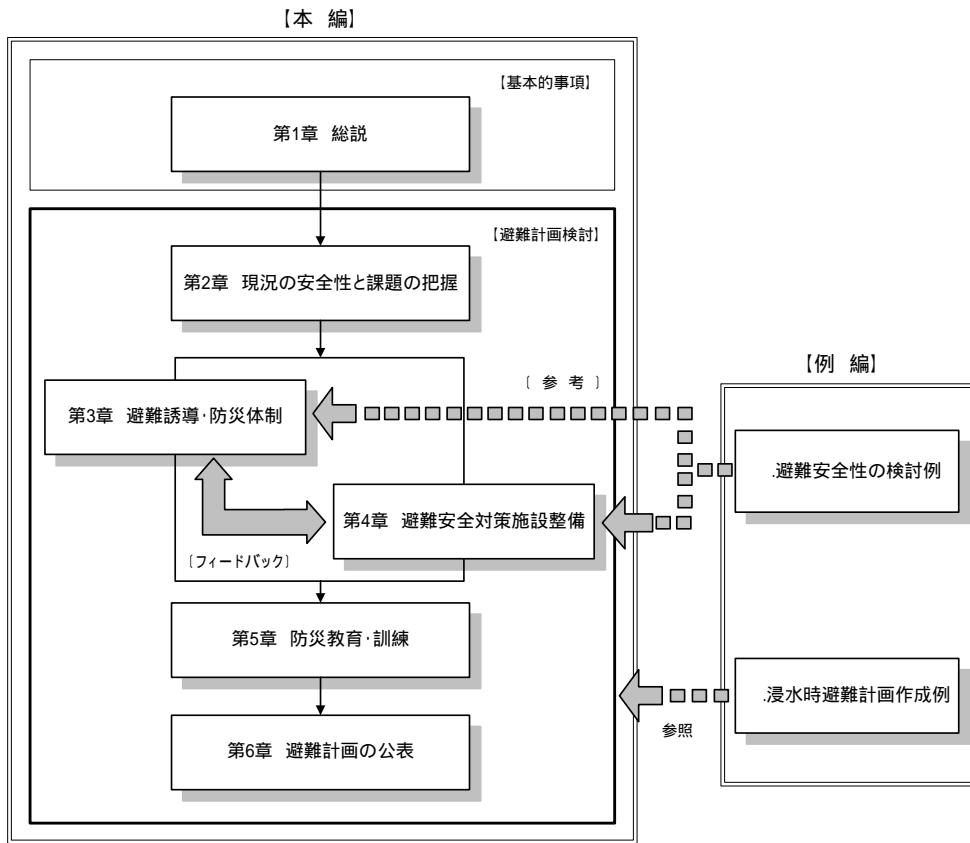 【本 編】
【基本的事項】
第1章 総説
【避難計画検討】
第2章 現況の安全性と課題の把握
第3章 避難誘導・防災体制
〔 参 考 〕
第4章 避難安全対策施設整備
〔フィードバック〕
第5章 防災教育・訓練
第6章 避難計画の公表
【例 編】
.避難安全性の検討例
.浸水時避難計画作成例
参照